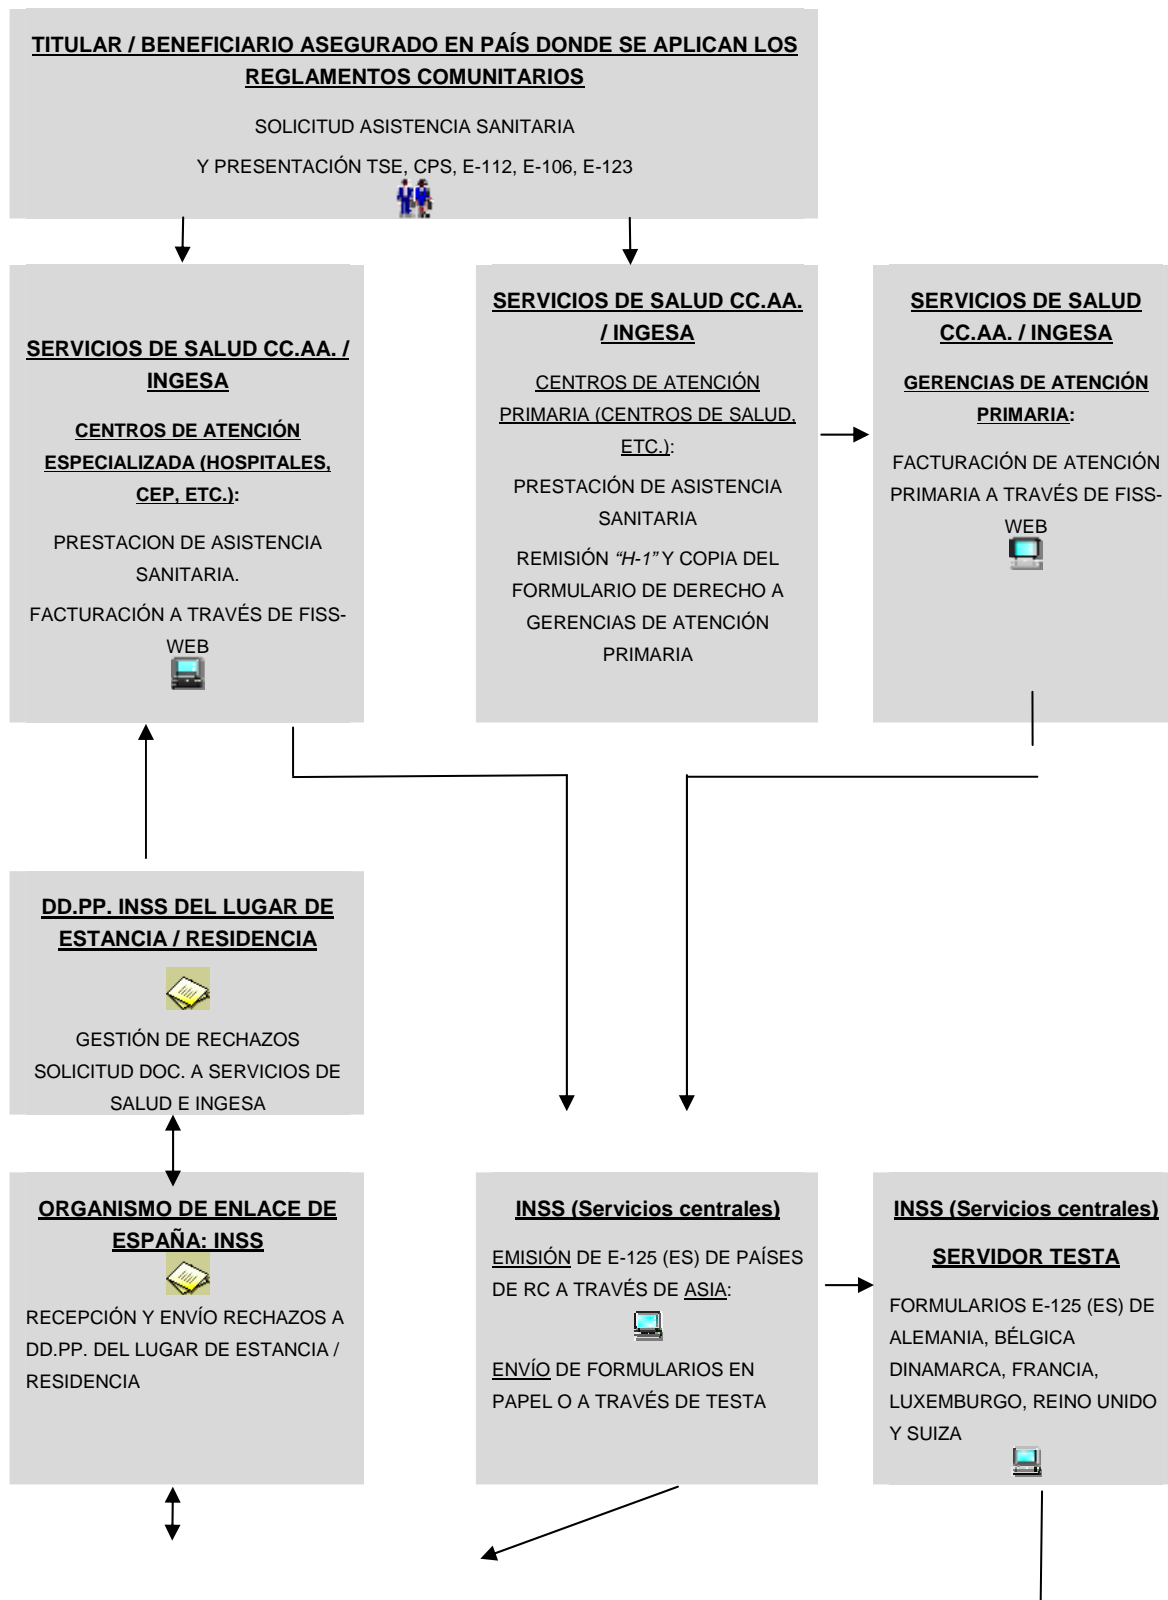 TITULAR / BENEFICIARIO ASEGURADO EN PAÍS DONDE SE APLICAN LOS
REGLAMENTOS COMUNITARIOS
SOLICITUD ASISTENCIA SANITARIA
Y PRESENTACIÓN TSE, CPS, E-112, E-106, E-123
SERVICIOS DE SALUD CC.AA. /
INGESA
CENTROS DE ATENCIÓN
ESPECIALIZADA (HOSPITALES,
CEP, ETC.):
PRESTACION DE ASISTENCIA
SANITARIA.
FACTURACIÓN A TRAVÉS DE FISS-
WEB
SERVICIOS DE SALUD CC.AA.
/ INGESA
CENTROS DE ATENCIÓN
PRIMARIA (CENTROS DE SALUD,
ETC.):
PRESTACIÓN DE ASISTENCIA
SANITARIA
REMISIÓN “H-1” Y COPIA DEL
FORMULARIO DE DERECHO A
GERENCIAS DE ATENCIÓN
PRIMARIA
SERVICIOS DE SALUD
CC.AA. / INGESA
GERENCIAS DE ATENCIÓN
PRIMARIA:
FACTURACIÓN DE ATENCIÓN
PRIMARIA A TRAVÉS DE FISS-
WEB
DD.PP. INSS DEL LUGAR DE
ESTANCIA / RESIDENCIA
GESTIÓN DE RECHAZOS
SOLICITUD DOC. A SERVICIOS DE
SALUD E INGESA
ORGANISMO DE ENLACE DE
ESPAÑA: INSS
RECEPCIÓN Y ENVÍO RECHAZOS A
DD.PP. DEL LUGAR DE ESTANCIA /
RESIDENCIA
INSS (Servicios centrales)
EMISIÓN DE E-125 (ES) DE PAÍSES
DE RC A TRAVÉS DE ASIA:
ENVÍO DE FORMULARIOS EN
PAPEL O A TRAVÉS DE TESTA
INSS (Servicios centrales)
SERVIDOR TESTA
FORMULARIOS E-125 (ES) DE
ALEMANIA, BÉLGICA
DINAMARCA, FRANCIA,
LUXEMBURGO, REINO UNIDO
Y SUIZA